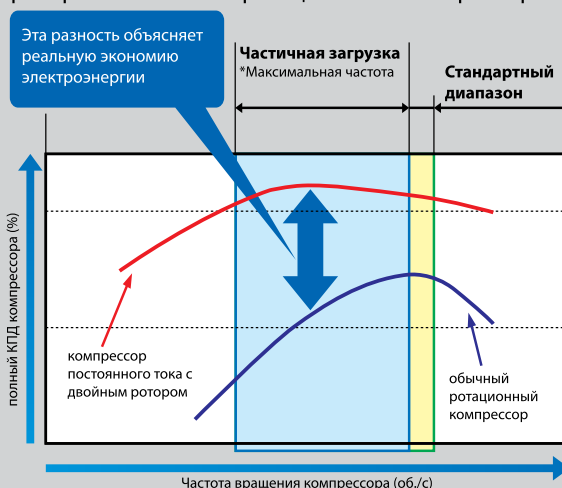 Эта разность объясняет
реальную экономию
электроэнергии
Частичная загрузка
*Максимальная частота
Стандартный
диапазон
полный КПД компрессора (%)
компрессор
постоянного тока с
двойным ротором
обычный
ротационный
компрессор
Частота вращения компрессора (об./с)